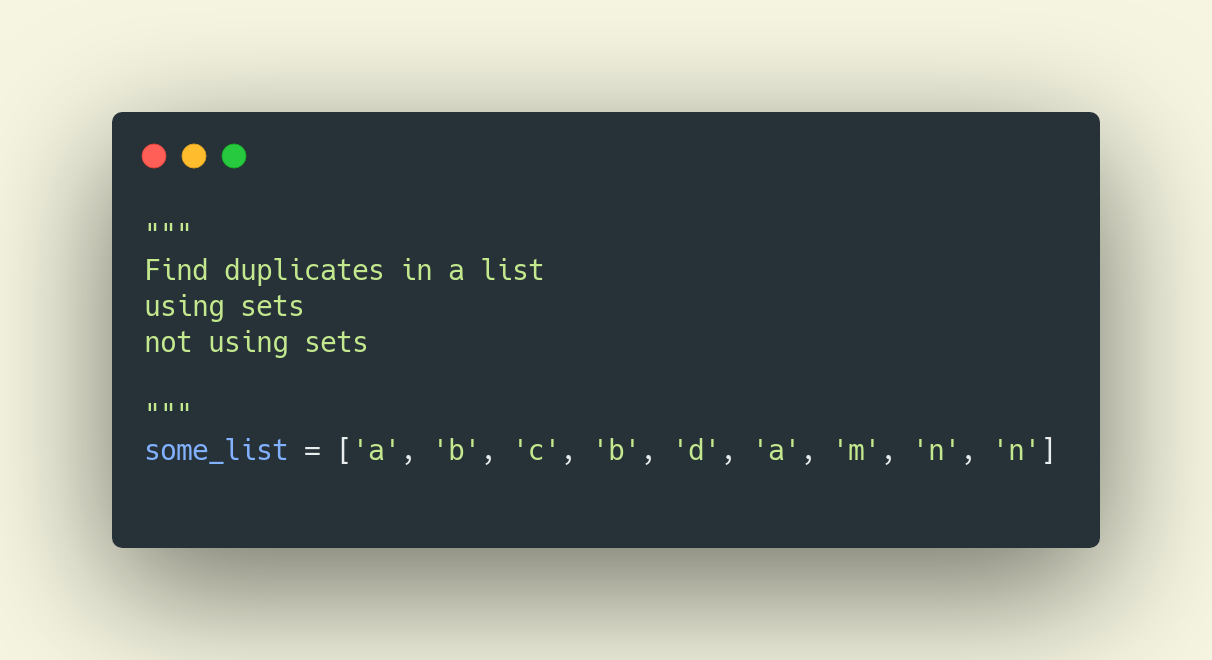 """
Find duplicates in a list
using sets
not using sets
"""
some_list = ['a', 'b', 'c', 'b', 'd', 'a', 'm', 'n', 'n']